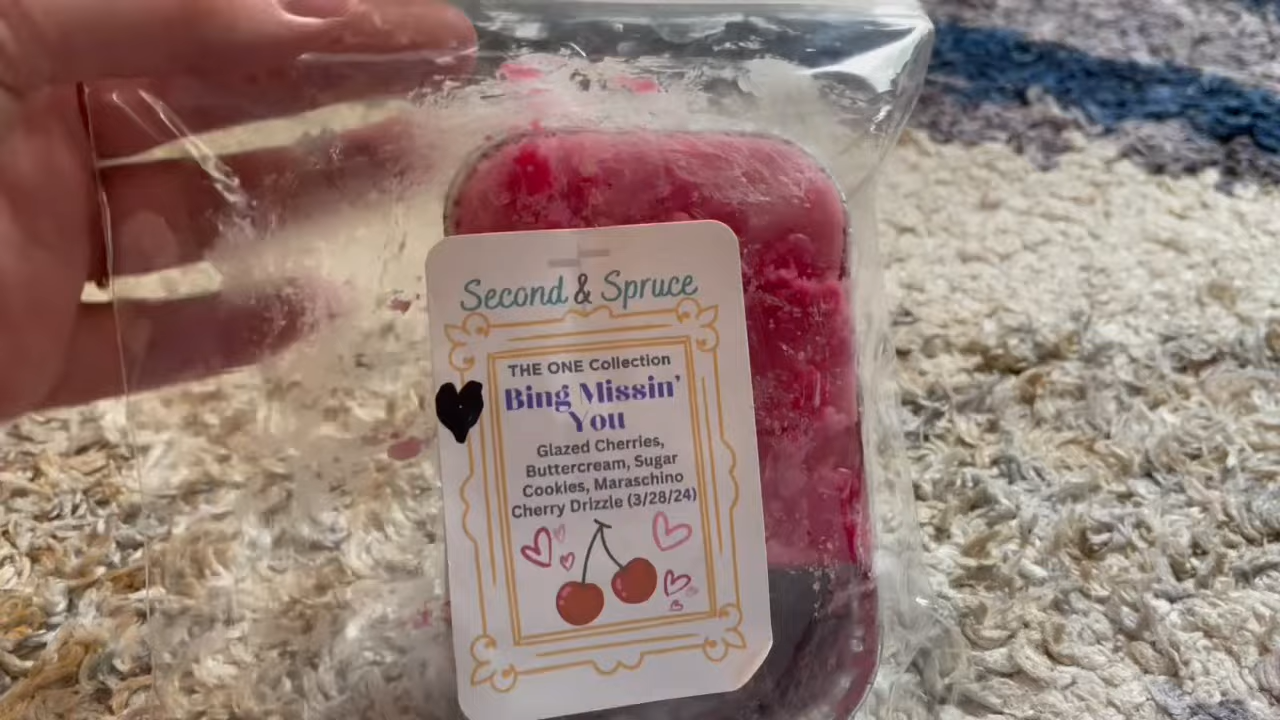 Second & Spruce
THE ONE Collection
Bing Missin'
You
Glazed Cherries,
Buttercream, Sugar
Cookies, Maraschino
Cherry Drizzle (3/28/24)